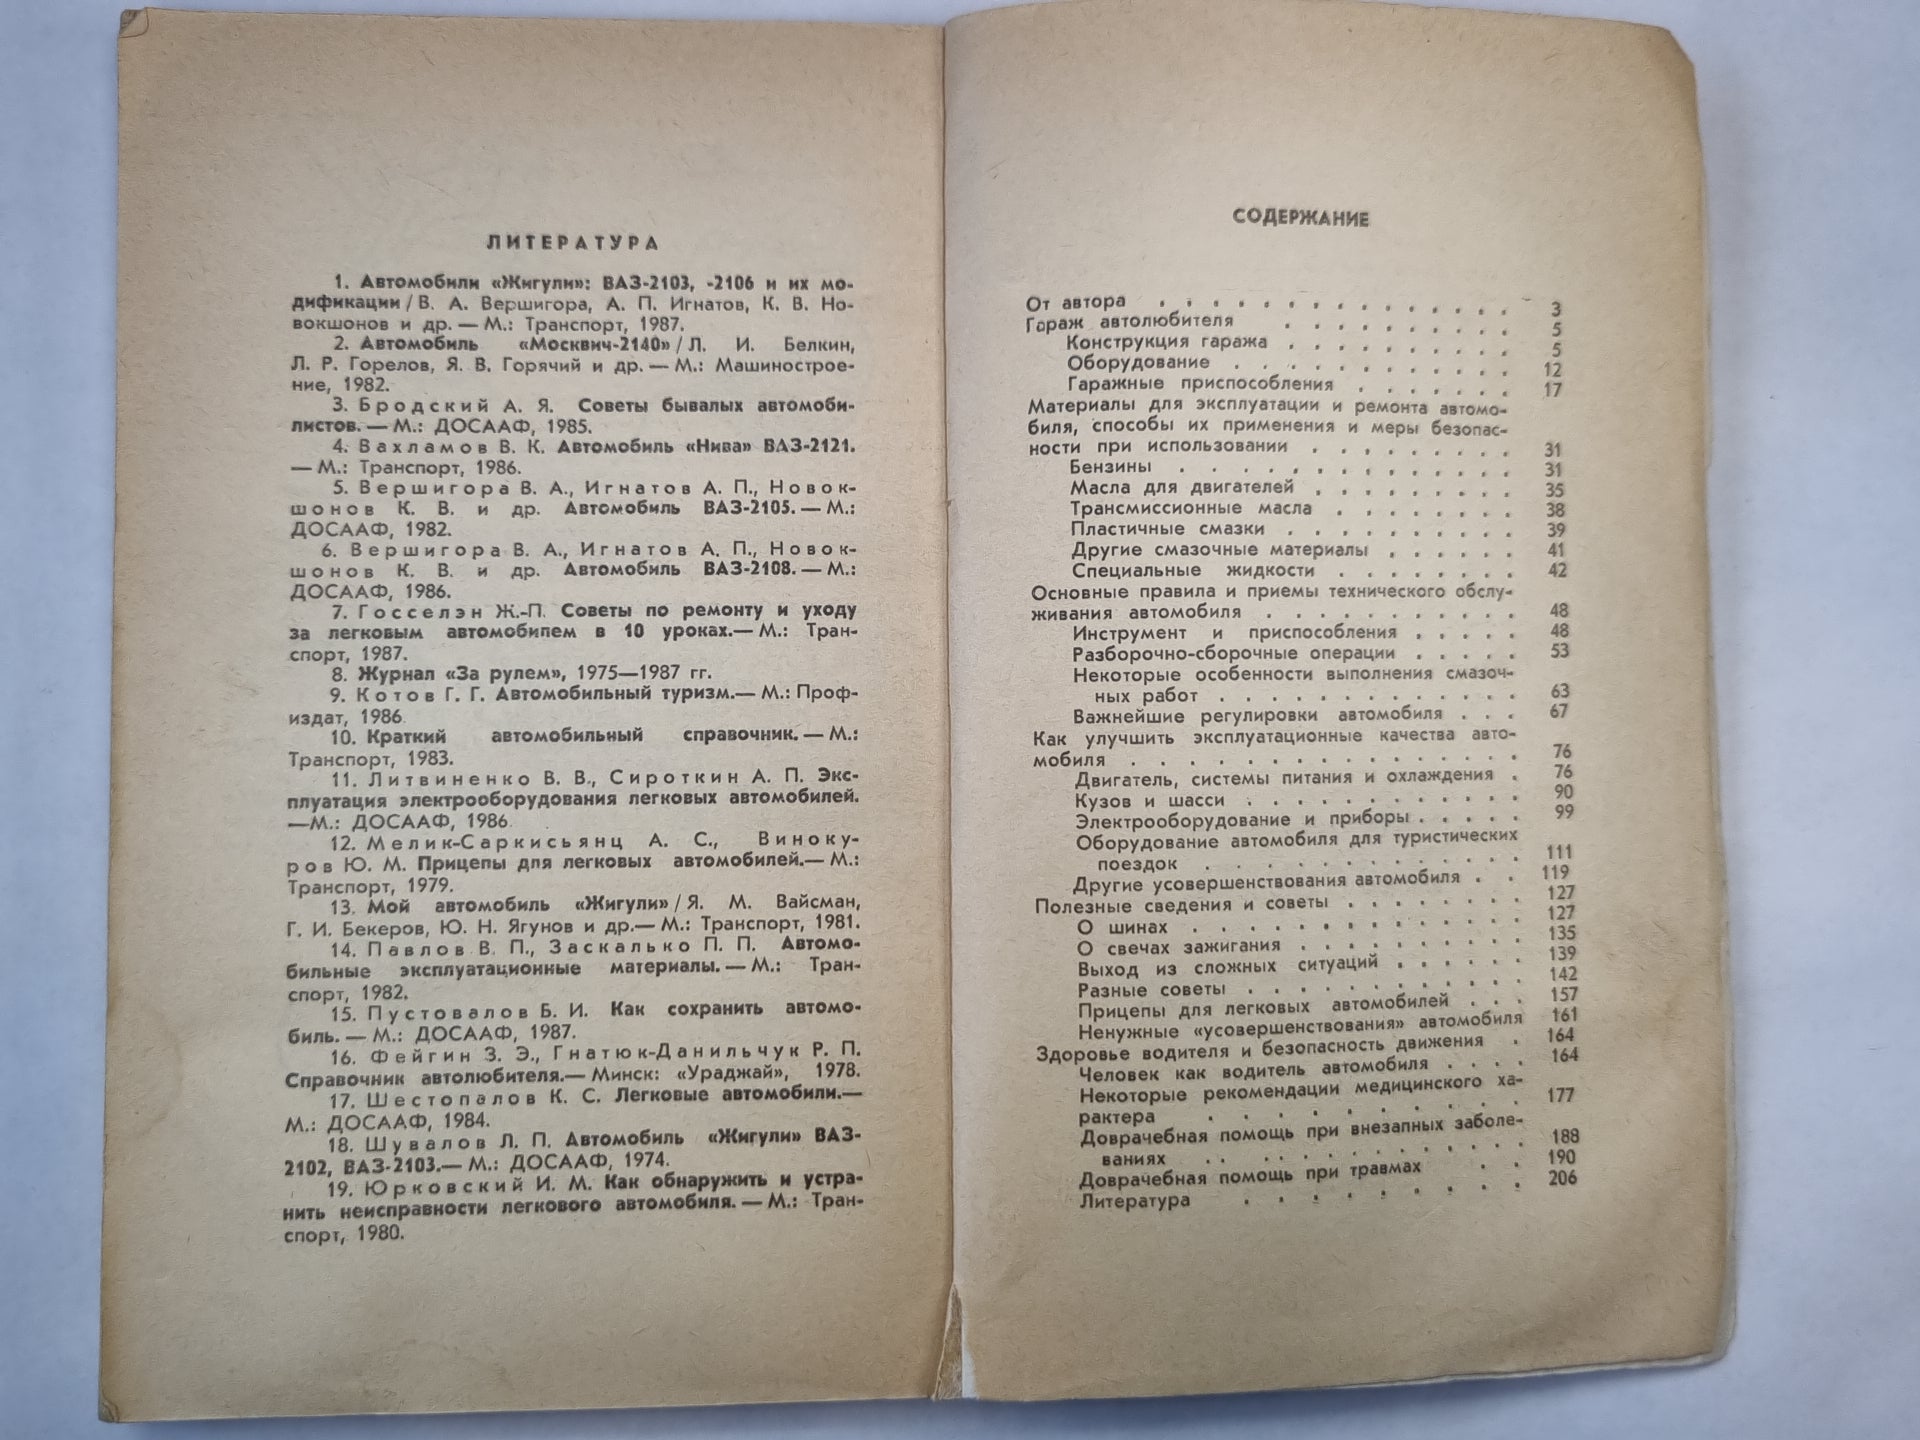 ЛИТЕРАТУРА
1. Автомобили «Жигули»: ВАЗ-2103, -2106 и их мо-
дификации / В. А. Вершигора, А. П. Игнатов, К. В. Но-
вокшонов и др. — М.: Транспорт, 1987.
2. Автомобиль «Москвич-2140» / Л. И. Белкин,
Л. Р. Горелов, Я. В. Горячий и др. — М.: Машинострое-
ние, 1982.
3. Бродский А. Я. Советы бывалых автомоби-
листов. — М.: ДОСААФ, 1985.
4. Вахламов В. К. Автомобиль «Нива» ВАЗ-2121.
— М.: Транспорт, 1986.
5. Вершигора В. А., Игнатов А. П., Новок-
шонов К. В. и др. Автомобиль ВАЗ-2105. — М.:
ДОСААФ, 1982.
6. Вершигора В. А., Игнатов А. П., Новок-
шонов К. В. и др. Автомобиль ВАЗ-2108. — М.:
ДОСААФ, 1986.
7. Госселэн Ж.-П. Советы по ремонту и уходу
за легковым автомобилем в 10 уроках.— М.: Тран-
спорт, 1987.
8. Журнал «За рулем», 1975—1987 гг.
9. Котов Г. Г. Автомобильный туризм.— М.: Проф-
издат, 1986
10. Краткий автомобильный справочник. — М.:
Транспорт, 1983.
11. Литвиненко В. В., Сироткин А. П. Экс-
плуатация электрооборудования легковых автомобилей.
—М.: ДОСААФ, 1986.
12. Мелик-Саркисьянц А. С., Виноку-
ров Ю. М. Прицепы для легковых автомобилей.— М.:
Транспорт, 1979.
13. Мой автомобиль «Жигули» / Я. М. Вайсман,
Г. И. Бекеров, Ю. Н. Ягунов и др.— М.: Транспорт, 1981.
14. Павлов В. П., Заскалько П. П. Автомо-
бильные эксплуатационные материалы. — М.: Тран-
спорт, 1982.
15. Пустовалов Б. И. Как сохранить автомо-
биль. — М.: ДОСААФ, 1987.
16. Фейгин З. Э., Гнатюк-Данильчук Р. П.
Справочник автолюбителя.— Минск: «Ураджай», 1978.
17. Шестопалов К. С. Легковые автомобили.—
М.: ДОСААФ, 1984.
18. Шувалов Л. П. Автомобиль «Жигули» ВАЗ-
2102, ВАЗ-2103.— М.: ДОСААФ, 1974.
19. Юрковский И. М. Как обнаружить и устра-
нить неисправности легкового автомобиля. — М.: Тран-
спорт, 1980.
СОДЕРЖАНИЕ
От автора . . . . . . . . . . . . . . 3
Гараж автолюбителя . . . . . . . . . . 5
Конструкция гаража . . . . . . . . . . 5
Оборудование . . . . . . . . . . . . 12
Гаражные приспособления . . . . . . . 17
Материалы для эксплуатации и ремонта автомо-
биля, способы их применения и меры безопас-
ности при использовании . . . . . . . . . 31
Бензины . . . . . . . . . . . . . . 31
Масла для двигателей . . . . . . . . . 35
Трансмиссионные масла . . . . . . . . 38
Пластичные смазки . . . . . . . . . . 39
Другие смазочные материалы . . . . . . 41
Специальные жидкости . . . . . . . . 42
Основные правила и приемы технического обслу-
живания автомобиля . . . . . . . . . . . 48
Инструмент и приспособления . . . . . 48
Разборочно-сборочные операции . . . . . 53
Некоторые особенности выполнения смазоч-
ных работ . . . . . . . . . . . . . 63
Важнейшие регулировки автомобиля . . . 67
Как улучшить эксплуатационные качества авто-
мобиля . . . . . . . . . . . . . . . . 76
Двигатель, системы питания и охлаждения . 76
Кузов и шасси . . . . . . . . . . . . 90
Электрооборудование и приборы . . . . . 99
Оборудование автомобиля для туристических
поездок . . . . . . . . . . . . . 111
Другие усовершенствования автомобиля . . 119
Полезные сведения и советы . . . . . . . . 127
О шинах . . . . . . . . . . . . . . 127
О свечах зажигания . . . . . . . . . . 135
Выход из сложных ситуаций . . . . . . 139
Разные советы . . . . . . . . . . . . 142
Прицепы для легковых автомобилей . . . 157
Ненужные «усовершенствования» автомобиля 161
Здоровье водителя и безопасность движения . 164
Человек как водитель автомобиля . . . . 164
Некоторые рекомендации медицинского ха-
рактера . . . . . . . . . . 177
Доврачебная помощь при внезапных заболе-
ваниях . . . . . . . . . . . . 188
Доврачебная помощь при травмах . . 190
Литература . . . . . . . . . 206